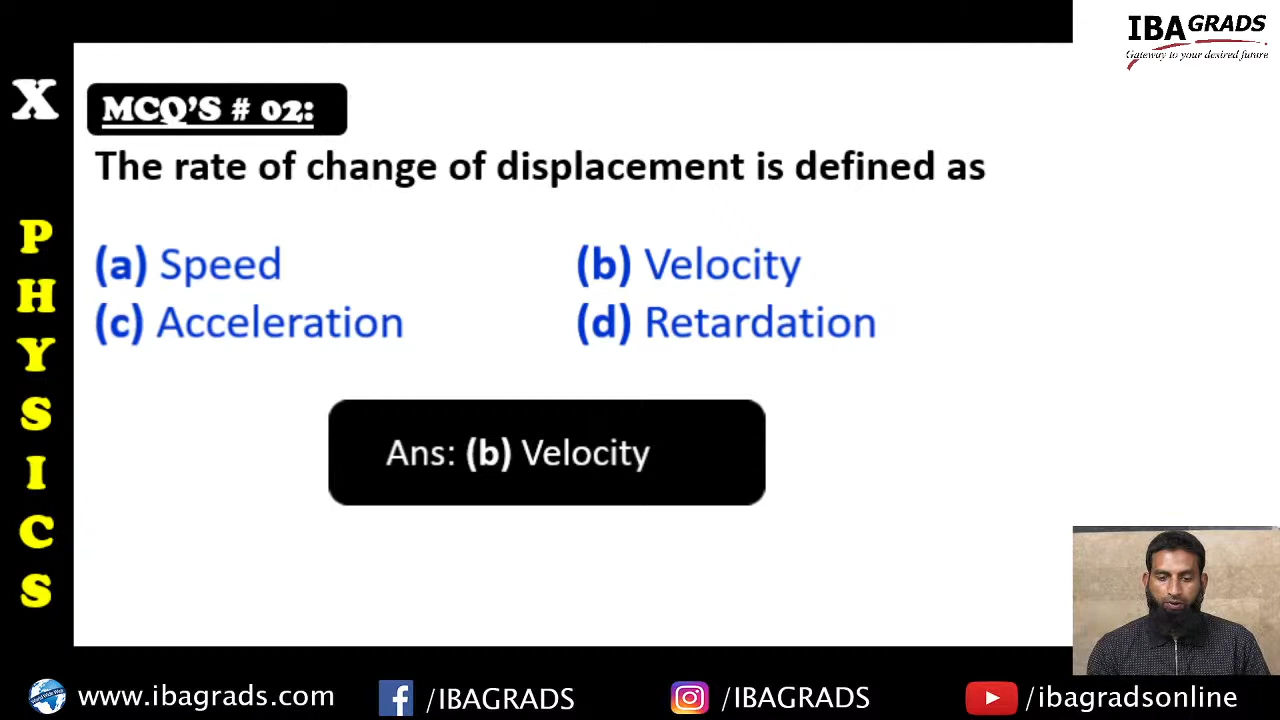 IBA GRADS
Gateway to your desired future
X
PHYSICS
MCQ'S # 02:
The rate of change of displacement is defined as
(a) Speed (b) Velocity
(c) Acceleration (d) Retardation
Ans: (b) Velocity
www.ibagrads.com /IBAGRADS /IBAGRADS /ibagradsonline